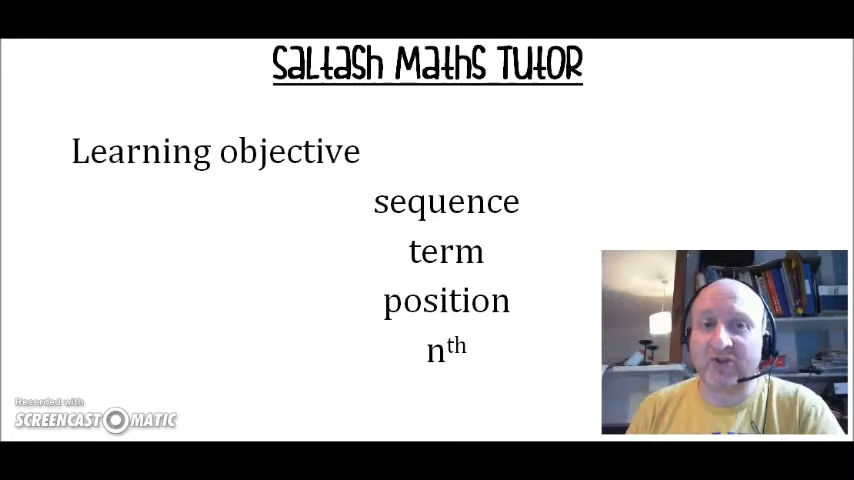 Saltash Maths Tutor
Learning objective
sequence
term
position
nth
Recorded with
SCREENCAST-O-MATIC